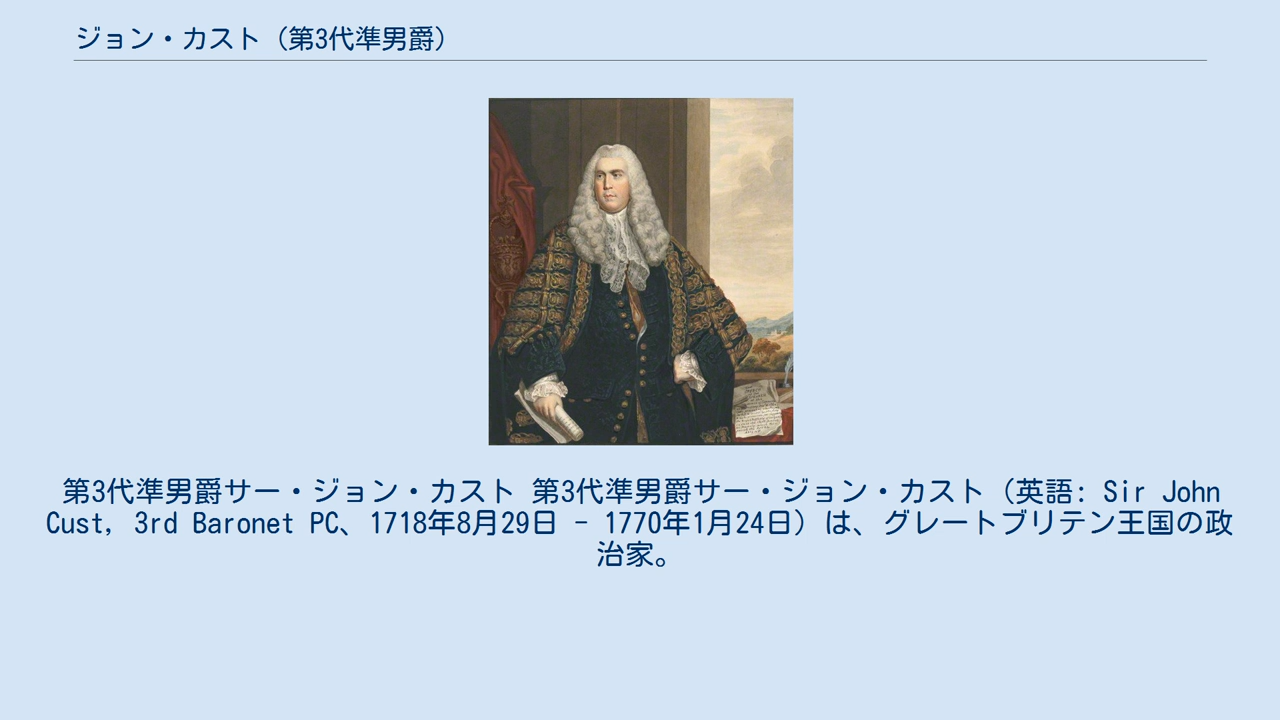 ジョン・カスト（第3代準男爵）
第3代準男爵サー・ジョン・カスト 第3代準男爵サー・ジョン・カスト（英語: Sir John
Cust, 3rd Baronet PC、1718年8月29日 - 1770年1月24日）は、グレートブリテン王国の政
治家。